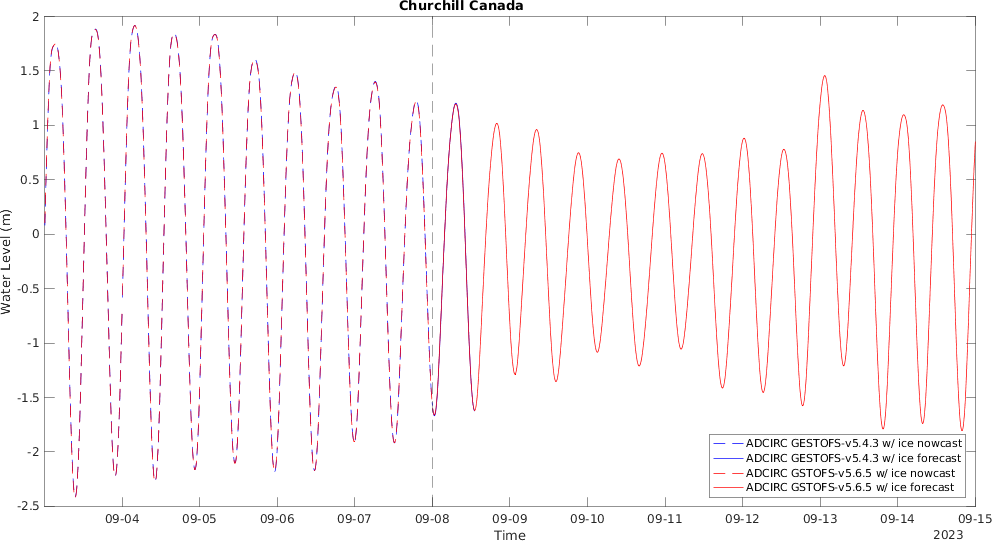 Churchill Canada
2
1.5
1
0.5
0
-0.5
-1
-1.5
-2
-2.5
Water Level (m)
ADCIRC GESTOFS-v5.4.3 w/ ice nowcast
ADCIRC GESTOFS-v5.4.3 w/ ice forecast
ADCIRC GSTOFS-v5.6.5 w/ ice nowcast
ADCIRC GSTOFS-v5.6.5 w/ ice forecast
09-04 09-05 09-06 09-07 09-08 09-09 09-10 09-11 09-12 09-13 09-14 09-15
Time
2023